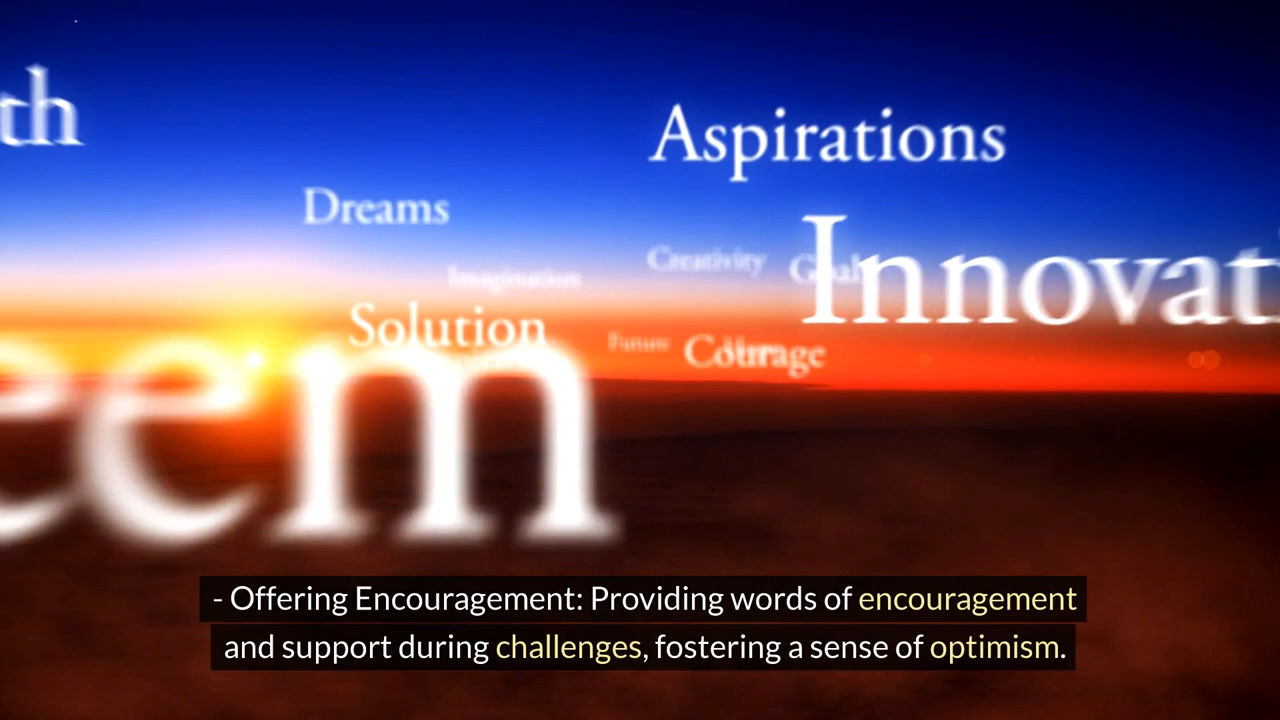 th
Aspirations
Dreams
Innovat
Creativity
Imagination
Solution
Future
Courage
eem
- Offering Encouragement: Providing words of encouragement
and support during challenges, fostering a sense of optimism.